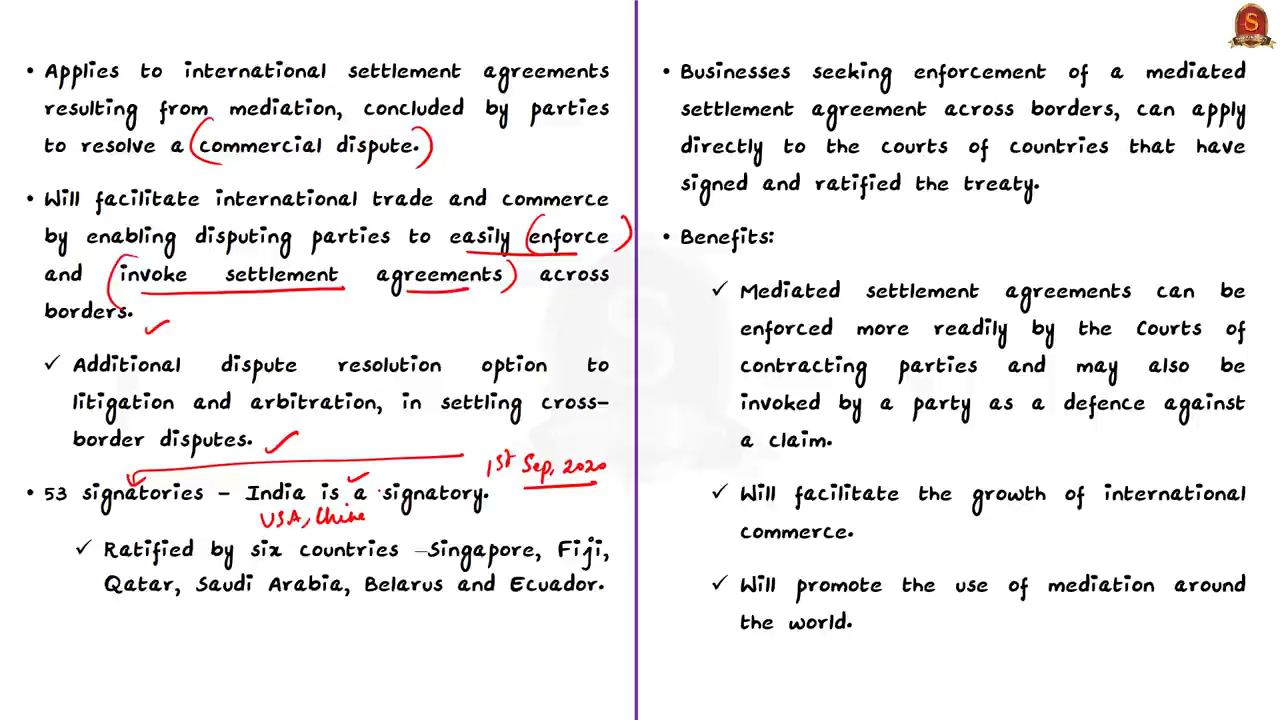 • Applies to international settlement agreements
resulting from mediation, concluded by parties
to resolve a (commercial dispute.)
• Will facilitate international trade and commerce
by enabling disputing parties to easily (enforce)
and (invoke settlement agreements) across
borders.
✓ Additional dispute resolution option to
litigation and arbitration, in settling cross-
border disputes.
1st Sep, 2020
• 53 signatories - India is a signatory.
USA, China
✓ Ratified by six countries –Singapore, Fiji,
Qatar, Saudi Arabia, Belarus and Ecuador.
• Businesses seeking enforcement of a mediated
settlement agreement across borders, can apply
directly to the courts of countries that have
signed and ratified the treaty.
• Benefits:
✓ Mediated settlement agreements can be
enforced more readily by the Courts of
contracting parties and may also be
invoked by a party as a defence against
a claim.
✓ Will facilitate the growth of international
commerce.
✓ Will promote the use of mediation around
the world.
S